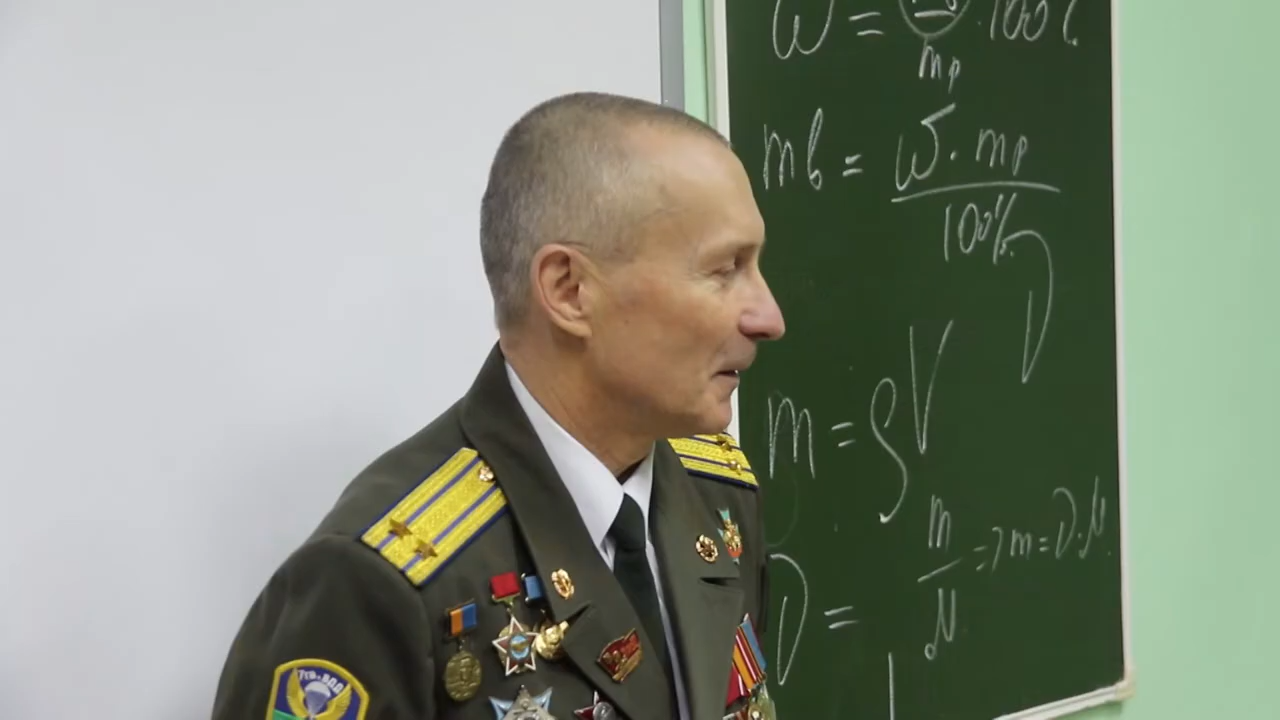 ω = · 100%
mр
mв = ω · mр
100%
m = ρV
ν = m/M => m = ν · M